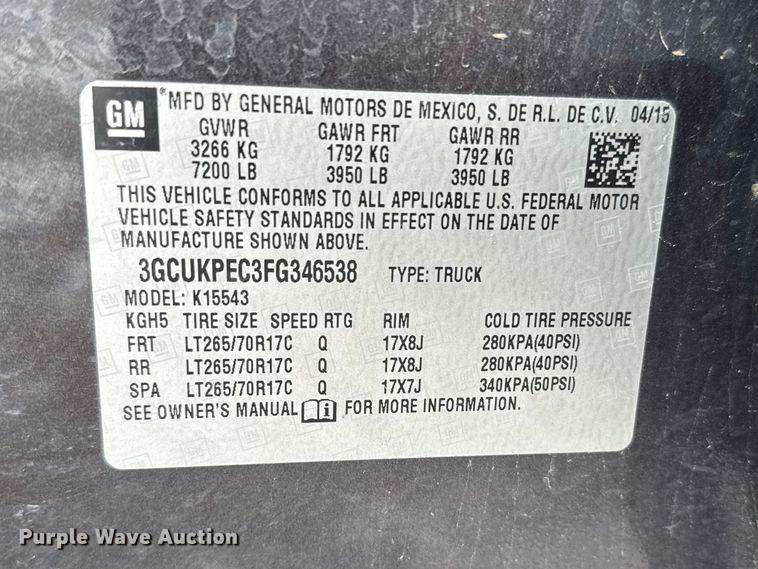 GM
*MFD BY GENERAL MOTORS DE MEXICO, S. DE R.L. DE C.V. 04/15
GVWR GAWR FRT GAWR RR
3266 KG 1792 KG 1792 KG
7200 LB 3950 LB 3950 LB
THIS VEHICLE CONFORMS TO ALL APPLICABLE U.S. FEDERAL MOTOR
VEHICLE SAFETY STANDARDS IN EFFECT ON THE DATE OF
MANUFACTURE SHOWN ABOVE.
3GCUKPEC3FG346538 TYPE: TRUCK
MODEL: K15543
KGH5 TIRE SIZE SPEED RTG RIM COLD TIRE PRESSURE
FRT LT265/70R17C Q 17X8J 280KPA(40PSI)
RR LT265/70R17C Q 17X8J 280KPA(40PSI)
SPA LT265/70R17C Q 17X7J 340KPA(50PSI)
SEE OWNER'S MANUAL i FOR MORE INFORMATION.
Purple Wave Auction